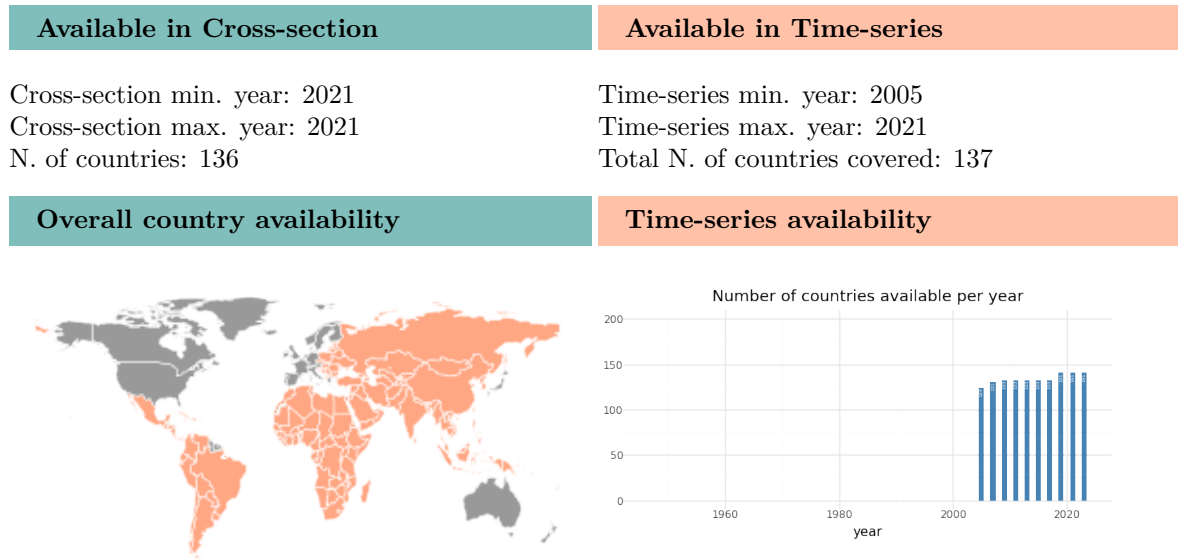 Available in Cross-section
Available in Time-series
Cross-section min. year: 2021
Cross-section max. year: 2021
N. of countries: 136
Time-series min. year: 2005
Time-series max. year: 2021
Total N. of countries covered: 137
Overall country availability
Time-series availability
Number of countries available per year
200
150
100
50
0
1960
1980
2000
2020
year